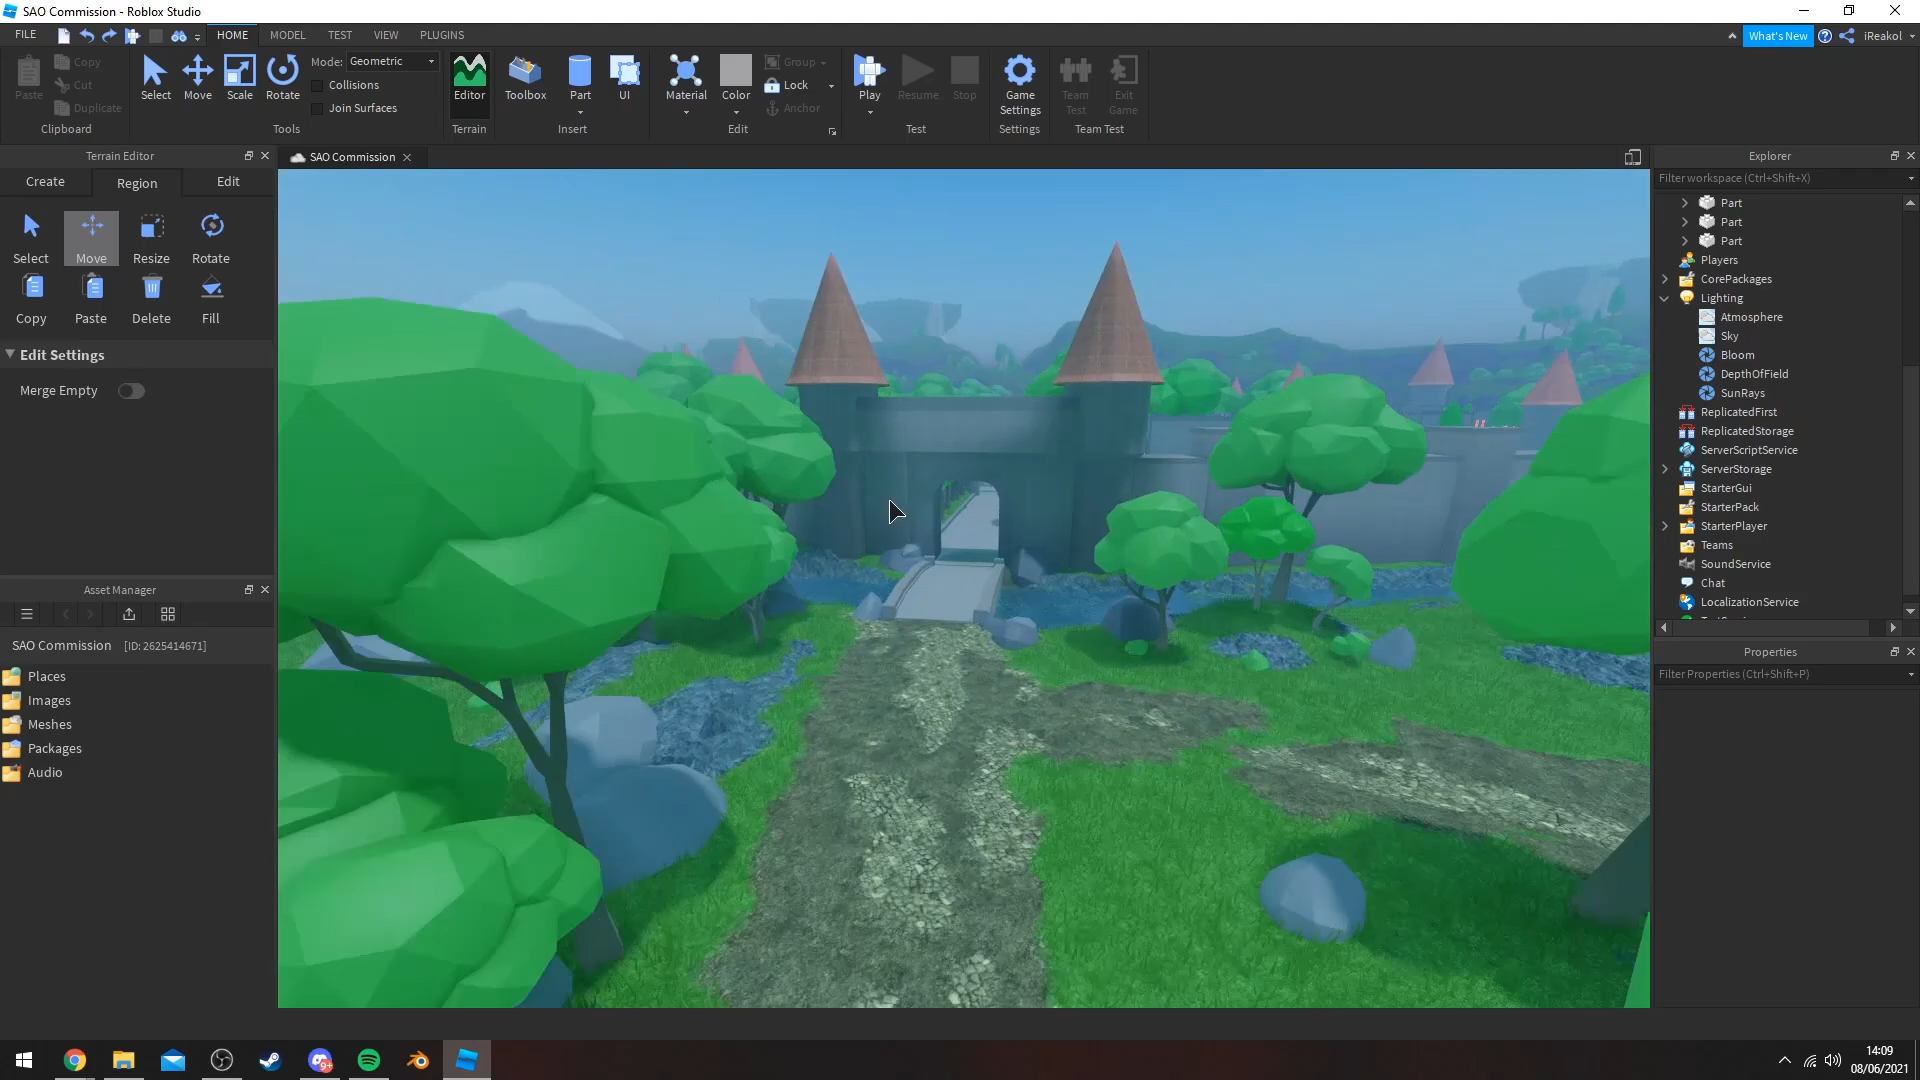 SAO Commission - Roblox Studio
FILE HOME MODEL TEST VIEW PLUGINS What's New iReakol
Paste Copy Cut Duplicate Clipboard
Select Move Scale Rotate Mode: Geometric Collisions Join Surfaces Tools
Editor Terrain
Toolbox Part UI Insert
Material Color Group Lock Anchor Edit
Play Resume Stop Test
Game Settings Settings
Team Test Exit Game Team Test
Terrain Editor
Create Region Edit
Select Move Resize Rotate
Copy Paste Delete Fill
Edit Settings
Merge Empty
Asset Manager
SAO Commission [ID: 2625414671]
Places
Images
Meshes
Packages
Audio
SAO Commission
Explorer
Filter workspace (Ctrl+Shift+X)
Part
Part
Part
Players
CorePackages
Lighting
Atmosphere
Sky
Bloom
DepthOfField
SunRays
ReplicatedFirst
ReplicatedStorage
ServerScriptService
ServerStorage
StarterGui
StarterPack
StarterPlayer
Teams
SoundService
Chat
LocalizationService
Properties
Filter Properties (Ctrl+Shift+P)
9+
14:09
08/06/2021